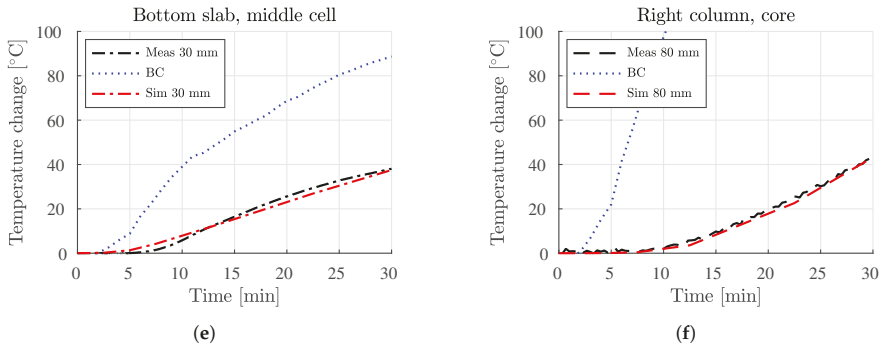 Bottom slab, middle cell
100
80
60
40
20
0
Temperature change [°C]
Meas 30 mm
BC
Sim 30 mm
0 5 10 15 20 25 30
Time [min]
(e)
Right column, core
100
80
60
40
20
0
Temperature change [°C]
Meas 80 mm
BC
Sim 80 mm
0 5 10 15 20 25 30
Time [min]
(f)